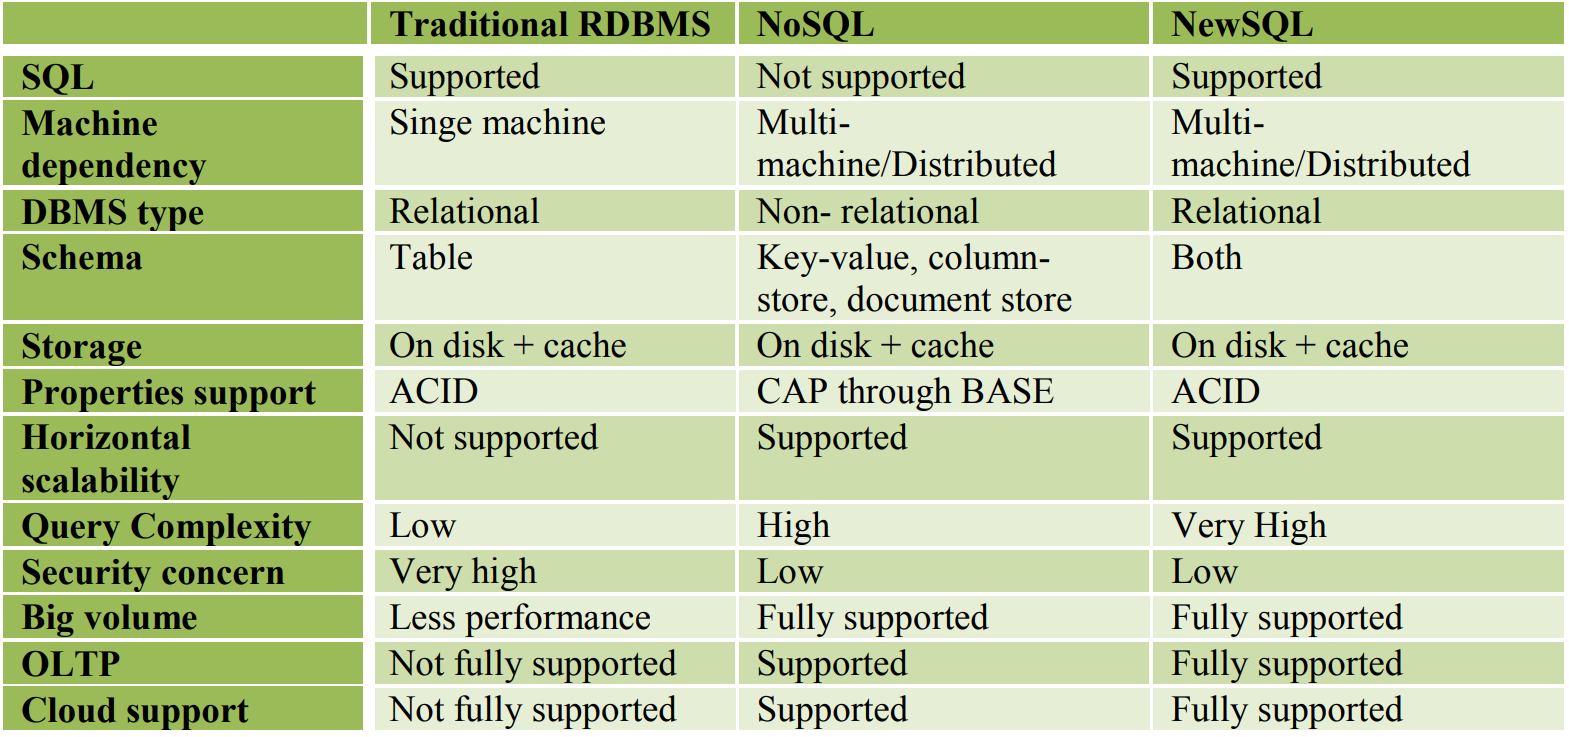 Traditional RDBMS NoSQL NewSQL
SQL Supported Not supported Supported
Machine Singe machine Multi- Multi-
dependency machine/Distributed machine/Distributed
DBMS type Relational Non- relational Relational
Schema Table Key-value, column- Both
store, document store
Storage On disk + cache On disk + cache On disk + cache
Properties support ACID CAP through BASE ACID
Horizontal Not supported Supported Supported
scalability
Query Complexity Low High Very High
Security concern Very high Low Low
Big volume Less performance Fully supported Fully supported
OLTP Not fully supported Supported Fully supported
Cloud support Not fully supported Supported Fully supported